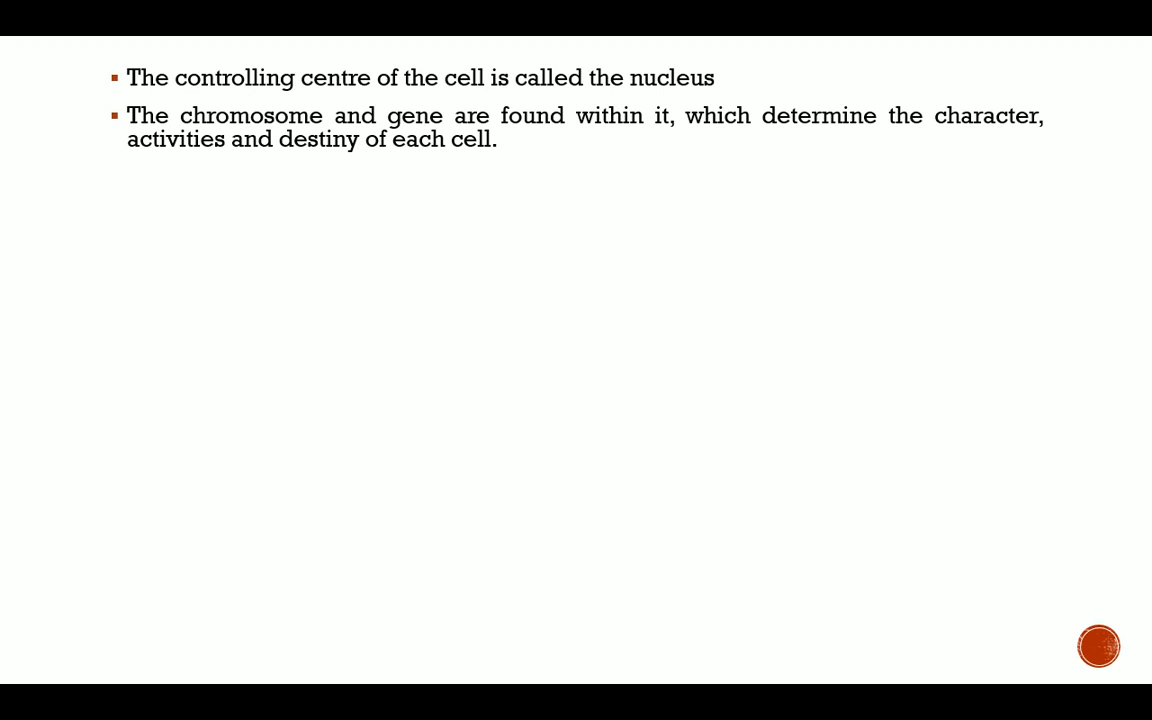 The controlling centre of the cell is called the nucleus
The chromosome and gene are found within it, which determine the character,
activities and destiny of each cell.